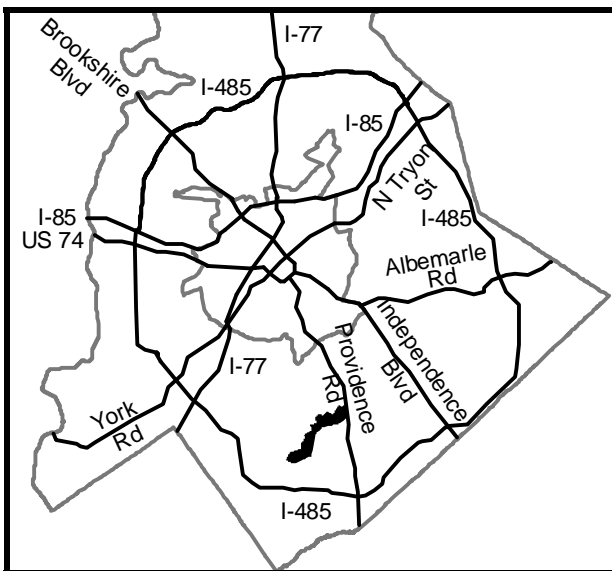 I-77
Brookshire
Blvd
I-485
I-85
N Tryon
St
I-85
I-485
US 74
Albemarle
Rd
Independence
Blvd
Providence
Rd
I-77
York
Rd
I-485